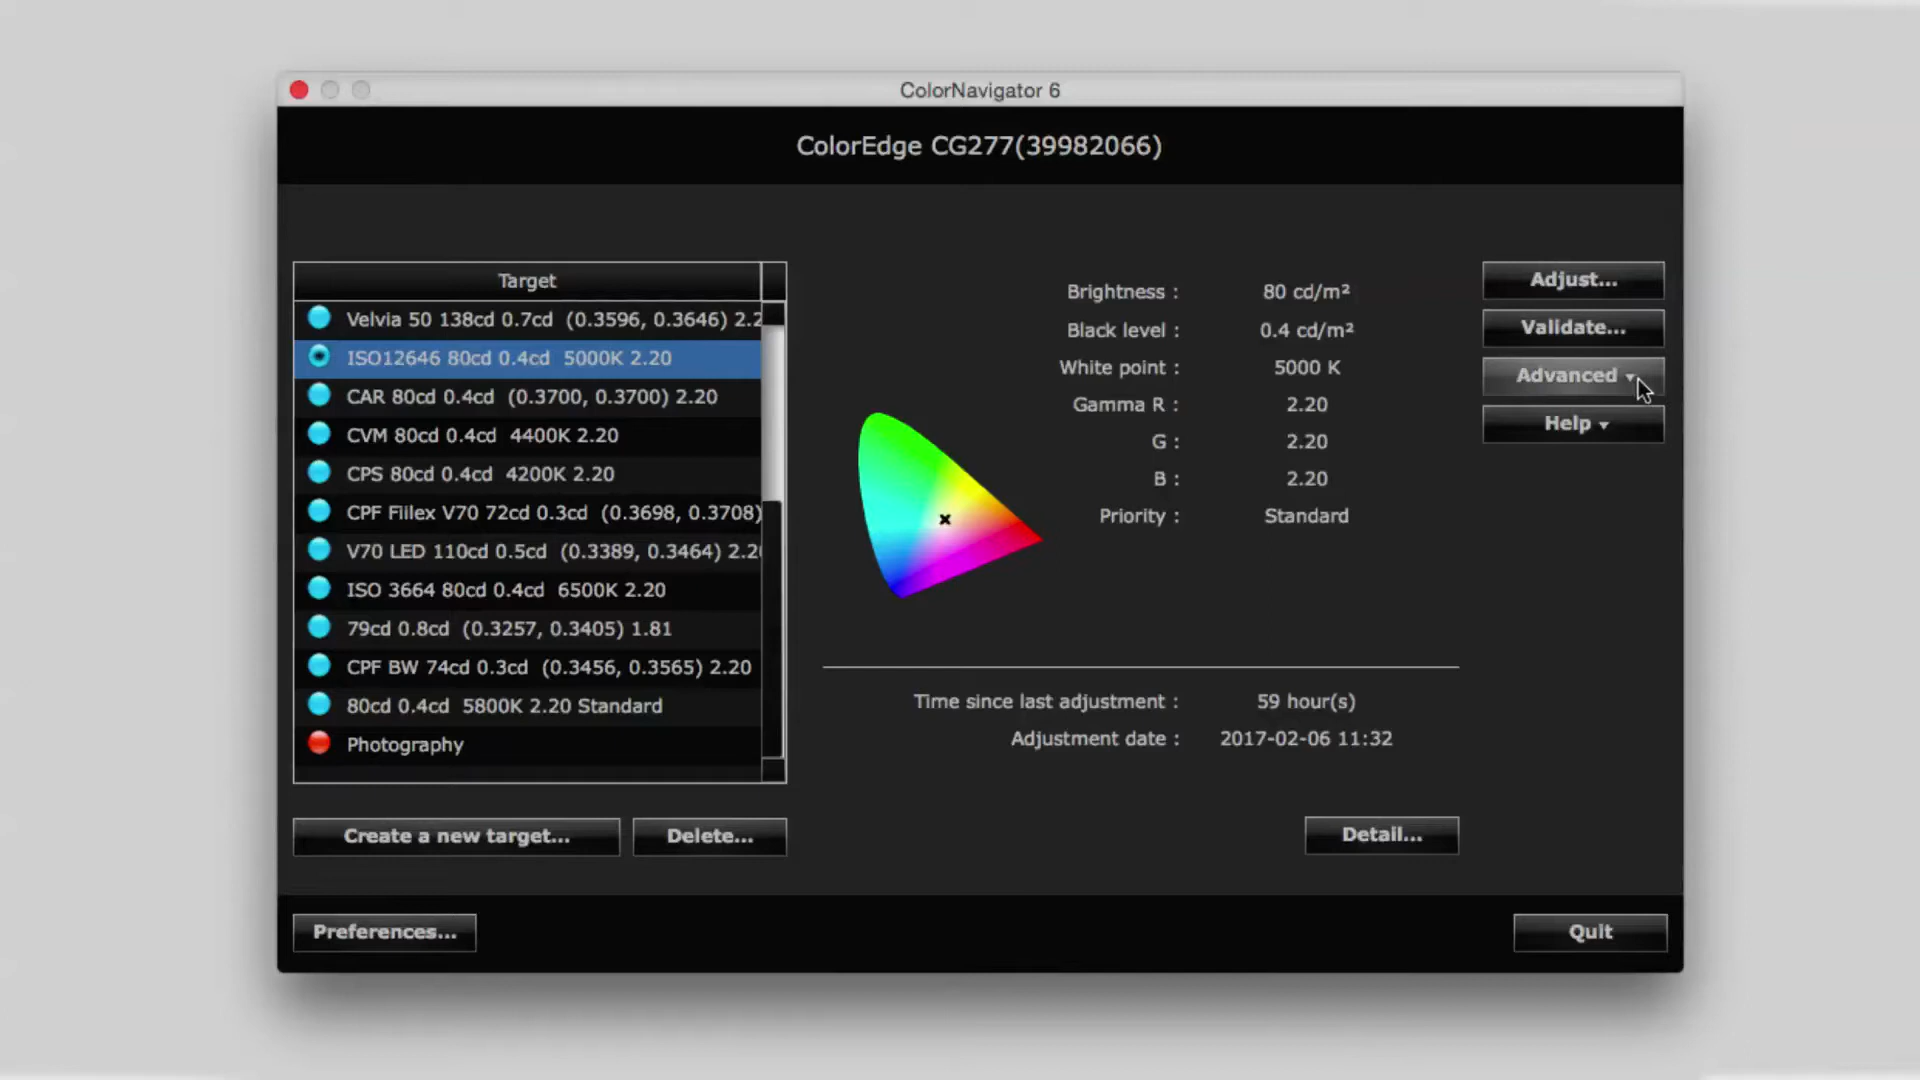 ColorNavigator 6
ColorEdge CG277(39982066)
Target
Velvia 50 138cd 0.7cd (0.3596, 0.3646) 2.2
ISO12646 80cd 0.4cd 5000K 2.20
CAR 80cd 0.4cd (0.3700, 0.3700) 2.20
CVM 80cd 0.4cd 4400K 2.20
CPS 80cd 0.4cd 4200K 2.20
CPF Fiilex V70 72cd 0.3cd (0.3698, 0.3708)
V70 LED 110cd 0.5cd (0.3389, 0.3464) 2.20
ISO 3664 80cd 0.4cd 6500K 2.20
79cd 0.8cd (0.3257, 0.3405) 1.81
CPF BW 74cd 0.3cd (0.3456, 0.3565) 2.20
80cd 0.4cd 5800K 2.20 Standard
Photography
Create a new target...
Delete...
Brightness : 80 cd/m²
Black level : 0.4 cd/m²
White point : 5000 K
Gamma R : 2.20
G : 2.20
B : 2.20
Priority : Standard
Time since last adjustment : 59 hour(s)
Adjustment date : 2017-02-06 11:32
Detail...
Adjust...
Validate...
Advanced
Help
Preferences...
Quit